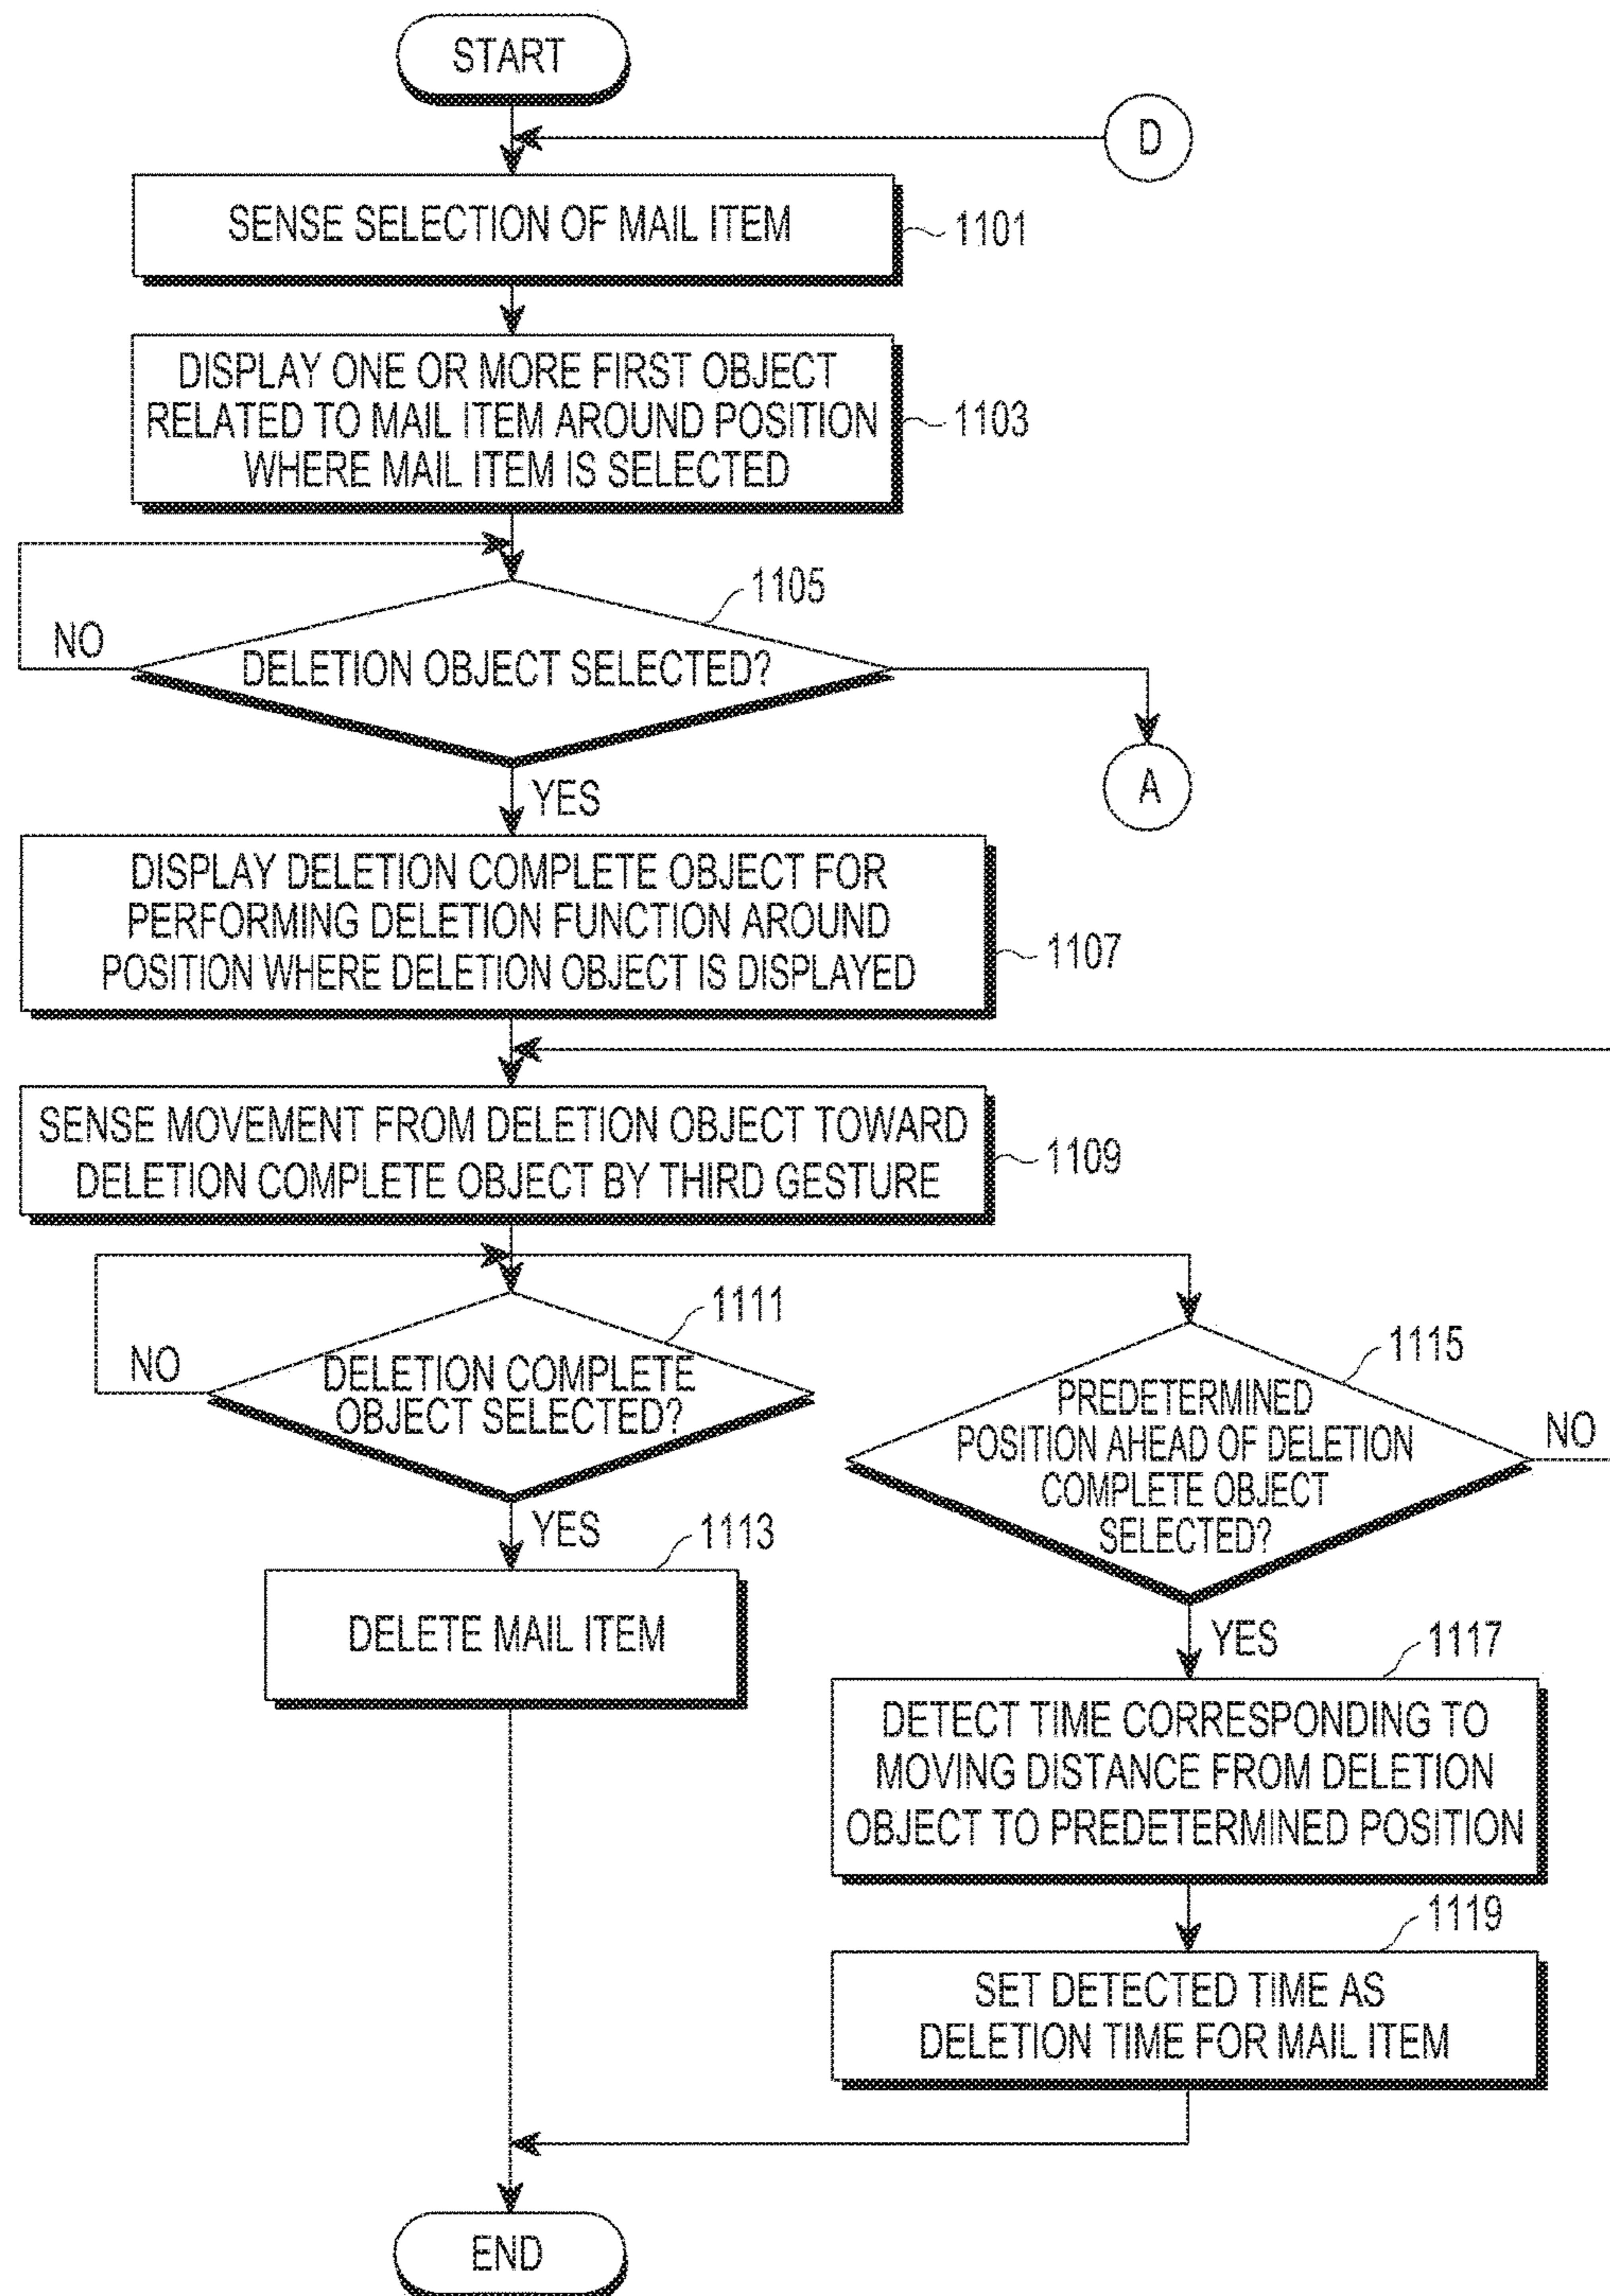 START
D
SENSE SELECTION OF MAIL ITEM
1101
DISPLAY ONE OR MORE FIRST OBJECT
RELATED TO MAIL ITEM AROUND POSITION
WHERE MAIL ITEM IS SELECTED
1103
1105
NO
DELETION OBJECT SELECTED?
A
YES
DISPLAY DELETION COMPLETE OBJECT FOR
PERFORMING DELETION FUNCTION AROUND
POSITION WHERE DELETION OBJECT IS DISPLAYED
1107
SENSE MOVEMENT FROM DELETION OBJECT TOWARD
DELETION COMPLETE OBJECT BY THIRD GESTURE
1109
1111
NO
DELETION COMPLETE
OBJECT SELECTED?
YES
1113
DELETE MAIL ITEM
1115
PREDETERMINED
POSITION AHEAD OF DELETION
COMPLETE OBJECT
SELECTED?
NO
YES
1117
DETECT TIME CORRESPONDING TO
MOVING DISTANCE FROM DELETION
OBJECT TO PREDETERMINED POSITION
1119
SET DETECTED TIME AS
DELETION TIME FOR MAIL ITEM
END